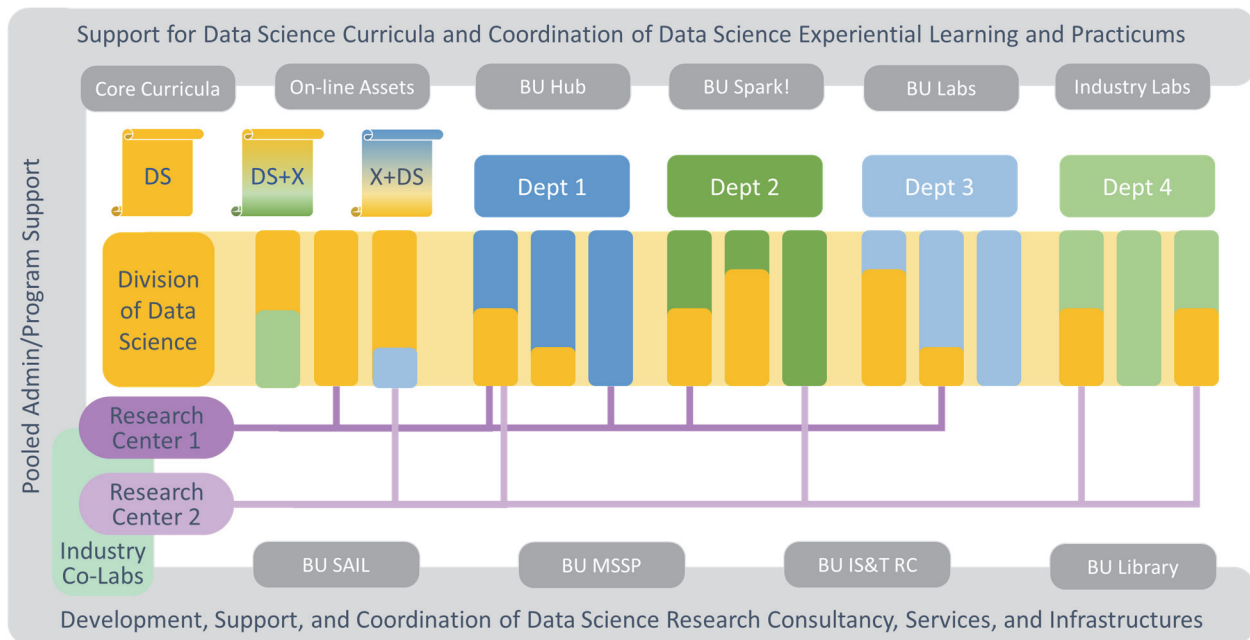 Support for Data Science Curricula and Coordination of Data Science Experiential Learning and Practicums
Core Curricula
On-line Assets
BU Hub
BU Spark!
BU Labs
Industry Labs
Pooled Admin/Program Support
DS
DS+X
X+DS
Dept 1
Dept 2
Dept 3
Dept 4
Division
of Data
Science
Research
Center 1
Research
Center 2
Industry
Co-Labs
BU SAIL
BU MSSP
BU IS&T RC
BU Library
Development, Support, and Coordination of Data Science Research Consultancy, Services, and Infrastructures